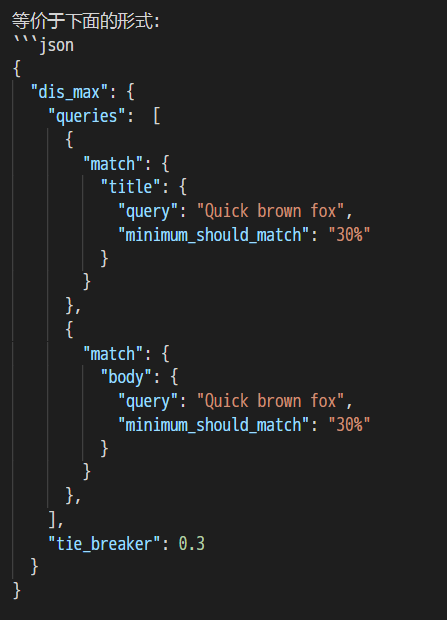 等价于下面的形式:
```json
{
  "dis_max": {
    "queries":  [
      {
        "match": {
          "title": {
            "query": "Quick brown fox",
            "minimum_should_match": "30%"
          }
        }
      },
      {
        "match": {
          "body": {
            "query": "Quick brown fox",
            "minimum_should_match": "30%"
          }
        }
      },
    ],
    "tie_breaker": 0.3
  }
}